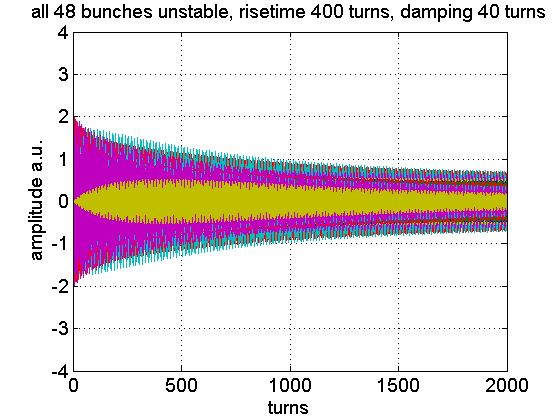 all 48 bunches unstable, risetime 400 turns, damping 40 turns
4
3
2
1
0
-1
-2
-3
-4
amplitude a.u.
0 500 1000 1500 2000
turns